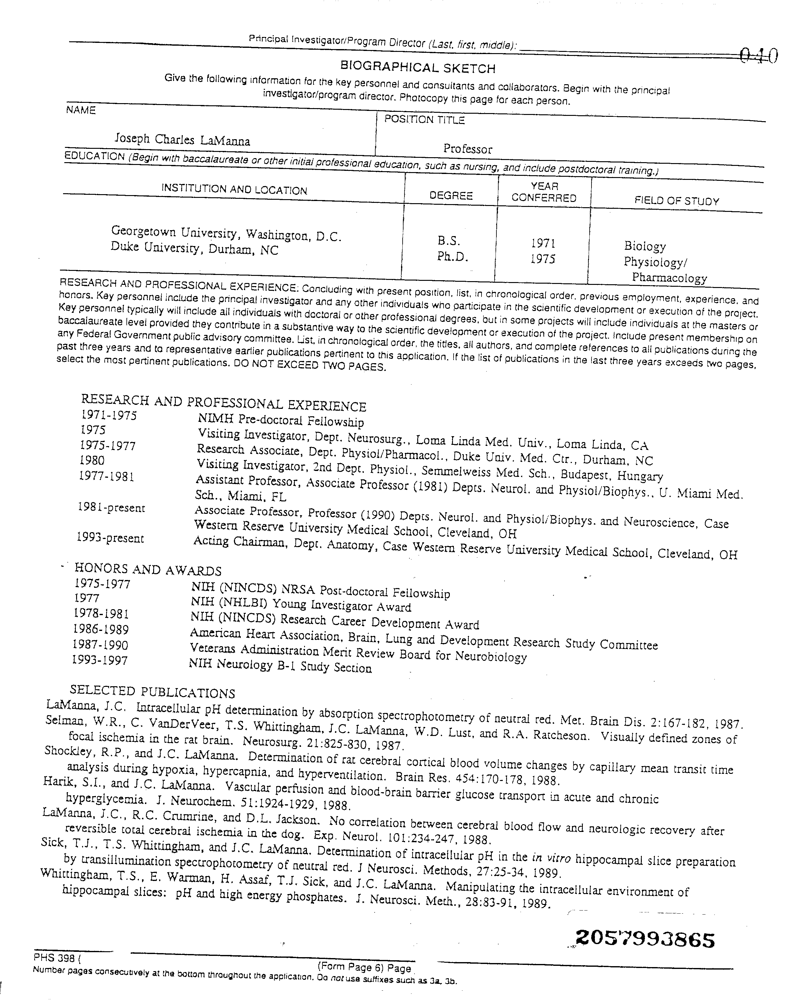 Principal Investigator/Program Director (Last, first, middle):
040
BIOGRAPHICAL SKETCH
Give the following information for the key personnel and consultants and collaborators. Begin with the principal
investigator/program director. Photocopy this page for each person.
NAME
POSITION TITLE
Joseph Charles LaManna
Professor
EDUCATION (Begin with baccalaureate or other initial professional education, such as nursing, and include postdoctoral training.)
INSTITUTION AND LOCATION
DEGREE
YEAR
CONFERRED
FIELD OF STUDY
Georgetown University, Washington, D.C. B.S. 1971 Biology
Duke University, Durham, NC Ph.D. 1975 Physiology/
Pharmacology
RESEARCH AND PROFESSIONAL EXPERIENCE: Concluding with present position, list, in chronological order, previous employment, experience, and
honors. Key personnel include the principal investigator and any other individuals who participate in the scientific development or execution of the project.
Key personnel typically will include all individuals with doctoral or other professional degrees, but in some projects will include individuals at the masters or
baccalaureate level provided they contribute in a substantive way to the scientific development or execution of the project. Include present membership on
any Federal Government public advisory committee. List, in chronological order, the titles, all authors, and complete references to all publications during the
past three years and to representative earlier publications pertinent to this application. If the list of publications in the last three years exceeds two pages,
select the most pertinent publications. DO NOT EXCEED TWO PAGES.
RESEARCH AND PROFESSIONAL EXPERIENCE
1971-1975 NIMH Pre-doctoral Fellowship
1975 Visiting Investigator, Dept. Neurosurg., Loma Linda Med. Univ., Loma Linda, CA
1975-1977 Research Associate, Dept. Physiol/Pharmacol., Duke Univ. Med. Ctr., Durham, NC
1980 Visiting Investigator, 2nd Dept. Physiol., Semmelweiss Med. Sch., Budapest, Hungary
1977-1981 Assistant Professor, Associate Professor (1981) Depts. Neurol. and Physiol/Biophys., U. Miami Med.
Sch., Miami, FL
1981-present Associate Professor, Professor (1990) Depts. Neurol. and Physiol/Biophys. and Neuroscience, Case
Western Reserve University Medical School, Cleveland, OH
1993-present Acting Chairman, Dept. Anatomy, Case Western Reserve University Medical School, Cleveland, OH
HONORS AND AWARDS
1975-1977 NIH (NINCDS) NRSA Post-doctoral Fellowship
1977 NIH (NHLBI) Young Investigator Award
1978-1981 NIH (NINCDS) Research Career Development Award
1986-1989 American Heart Association, Brain, Lung and Development Research Study Committee
1987-1990 Veterans Administration Merit Review Board for Neurobiology
1993-1997 NIH Neurology B-1 Study Section
SELECTED PUBLICATIONS
LaManna, J.C. Intracellular pH determination by absorption spectrophotometry of neutral red. Met. Brain Dis. 2:167-182, 1987.
Selman, W.R., C. VanDerVeer, T.S. Whittingham, J.C. LaManna, W.D. Lust, and R.A. Ratcheson. Visually defined zones of
focal ischemia in the rat brain. Neurosurg. 21:825-830, 1987.
Shockley, R.P., and J.C. LaManna. Determination of rat cerebral cortical blood volume changes by capillary mean transit time
analysis during hypoxia, hypercapnia, and hyperventilation. Brain Res. 454:170-178, 1988.
Harik, S.I., and J.C. LaManna. Vascular perfusion and blood-brain barrier glucose transport in acute and chronic
hyperglycemia. J. Neurochem. 51:1924-1929, 1988.
LaManna, J.C., R.C. Crumrine, and D.L. Jackson. No correlation between cerebral blood flow and neurologic recovery after
reversible total cerebral ischemia in the dog. Exp. Neurol. 101:234-247, 1988.
Sick, T.J., T.S. Whittingham, and J.C. LaManna. Determination of intracellular pH in the in vitro hippocampal slice preparation
by transillumination spectrophotometry of neutral red. J Neurosci. Methods, 27:25-34, 1989.
Whittingham, T.S., E. Warman, H. Assaf, T.J. Sick, and J.C. LaManna. Manipulating the intracellular environment of
hippocampal slices: pH and high energy phosphates. J. Neurosci. Meth., 28:83-91, 1989.
2057993865
PHS 398 (
(Form Page 6) Page
Number pages consecutively at the bottom throughout the application. Do not use suffixes such as 3a, 3b.